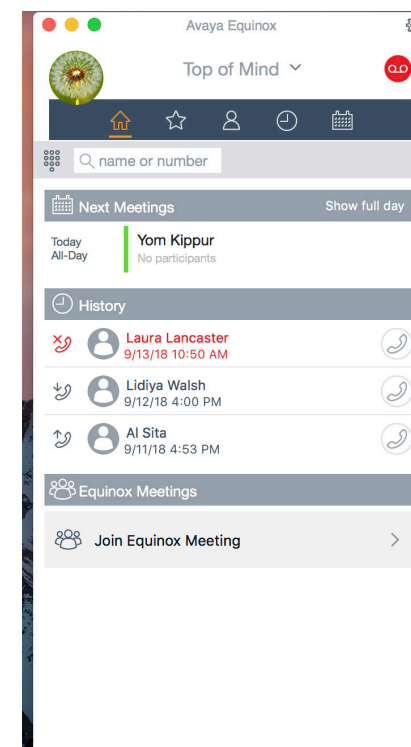 Avaya Equinox
Top of Mind
name or number
Next Meetings
Show full day
Today
All-Day
Yom Kippur
No participants
History
Laura Lancaster
9/13/18 10:50 AM
Lidiya Walsh
9/12/18 4:00 PM
Al Sita
9/11/18 4:53 PM
Equinox Meetings
Join Equinox Meeting